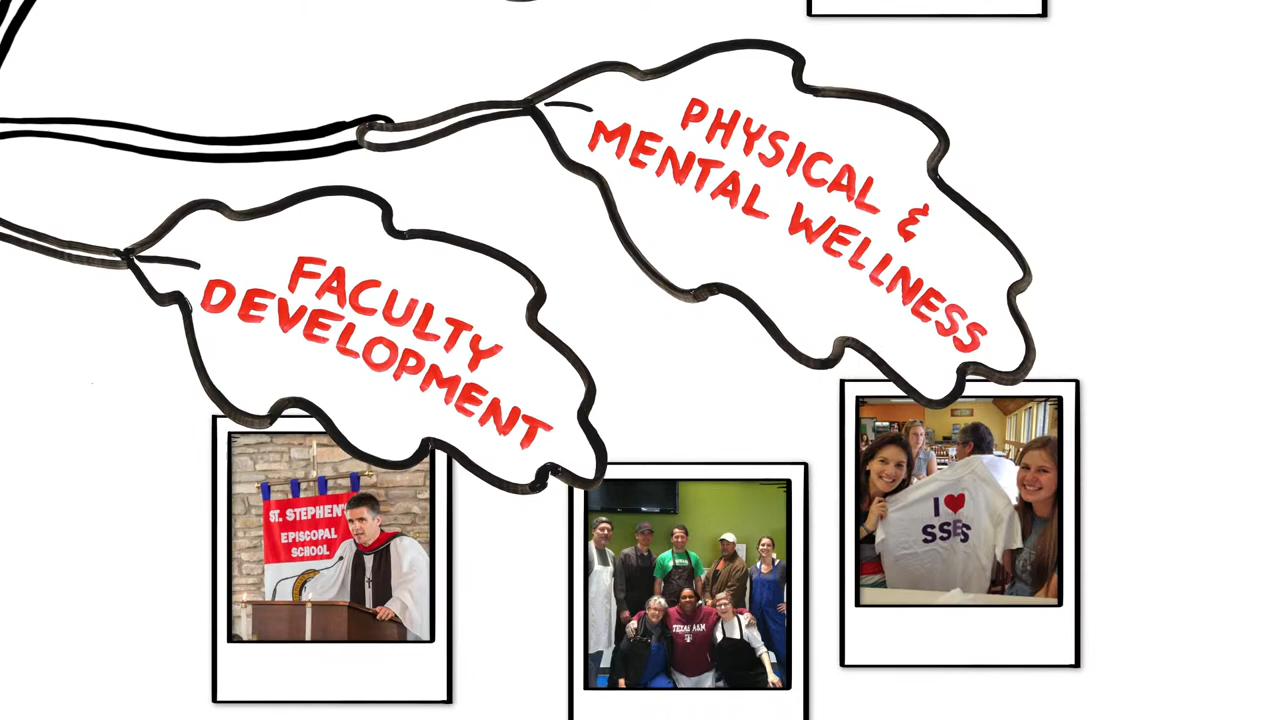 PHYSICAL &
MENTAL WELLNESS
FACULTY
DEVELOPMENT
ST. STEPHEN'S
EPISCOPAL
SCHOOL
TEXAS A&M
I ❤
SSES